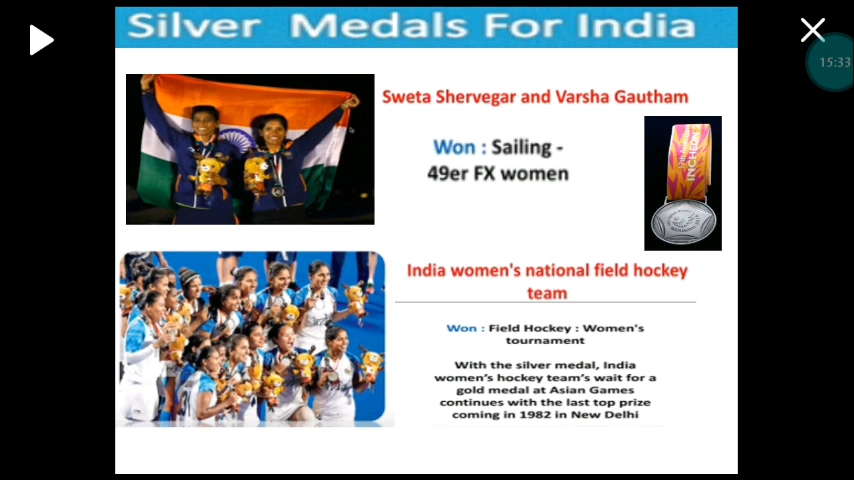 Silver Medals For India
15:33
Sweta Shervegar and Varsha Gautham
Won : Sailing -
49er FX women
INCHEON
India women's national field hockey
team
Won : Field Hockey : Women's
tournament
With the silver medal, India
women's hockey team's wait for a
gold medal at Asian Games
continues with the last top prize
coming in 1982 in New Delhi